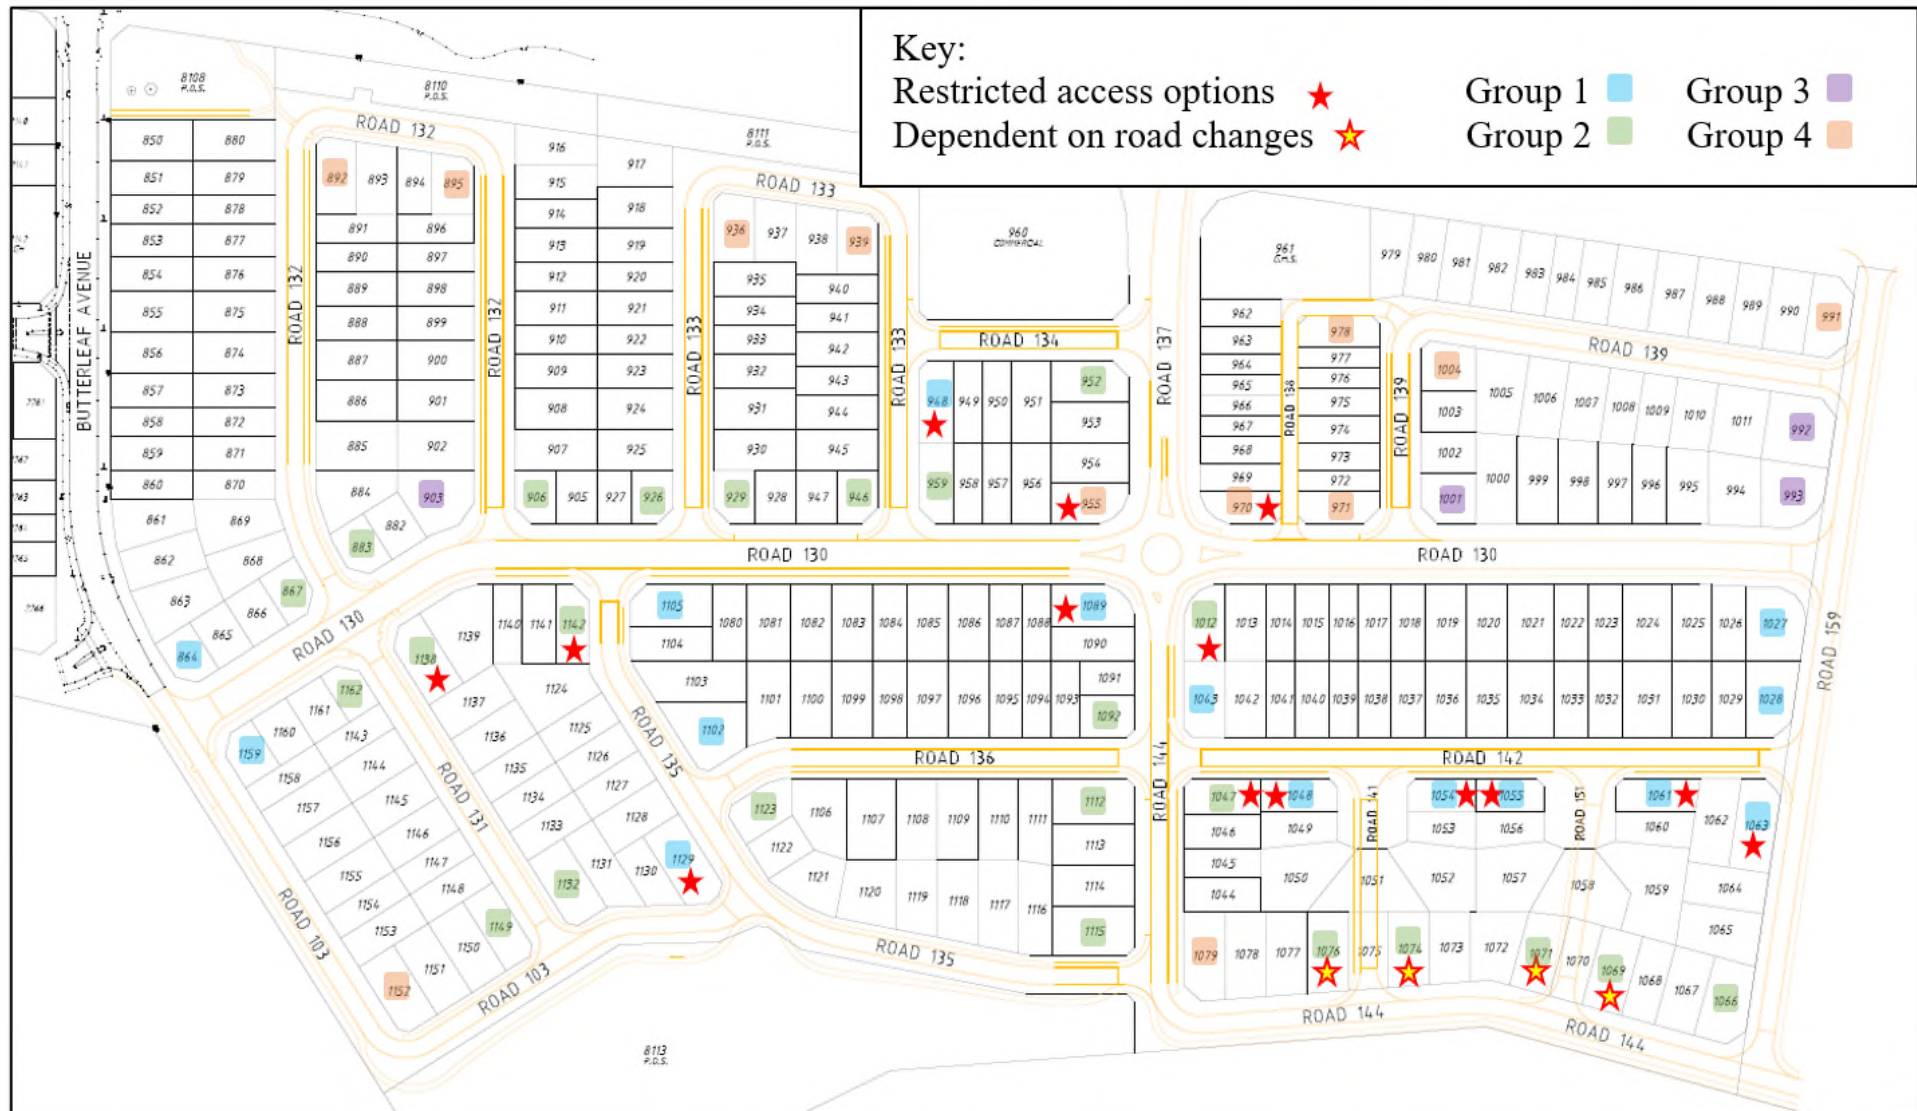 Key:
Restricted access options
Dependent on road changes
Group 1
Group 3
Group 2
Group 4
8108
P.O.S.
8110
P.O.S.
8111
P.O.S.
ROAD 132
ROAD 133
850 880
851 879
852 878
853 877
854 876
855 875
856 874
857 873
858 872
859 871
860 870
861 869
862 868
863 867
864 865 866
BUTTERLEAF AVENUE
ROAD 132
892 893 894 895
891 896
890 897
889 898
888 899
887 900
886 901
885 902
884 903
883 882
ROAD 132
916 917
915
914 918
913 919
912 920
911 921
910 922
909 923
908 924
907 925
906 905 927 926
ROAD 133
936 937 938 939
935 940
934 941
933 942
932 943
931 944
930 945
929 928 947 946
ROAD 133
960
COMMERCIAL
ROAD 134
948 949 950 951 952
953
954
959 958 957 956 955
ROAD 137
961
G.H.S.
962
963
964
965
966
967
968
969
970
ROAD 138
978
977
976
975
974
973
972
971
ROAD 139
979 980 981 982 983 984 985 986 987 988 989 990 991
ROAD 139
1004 1005 1006 1007 1008 1009 1010 1011 992
1003
1002
1001 1000 999 998 997 996 995 994 993
ROAD 130
ROAD 130
ROAD 130
ROAD 159
1138 1139 1140 1141 1142
1137 1124
1136 1125
1135 1126
1134 1127
1133 1128
1132 1131 1130 1129
1105 1080 1081 1082 1083 1084 1085 1086 1087 1088 1089
1104 1090
1103 1091
1102 1101 1100 1099 1098 1097 1096 1095 1094 1093 1092
1012 1013 1014 1015 1016 1017 1018 1019 1020 1021 1022 1023 1024 1025 1026 1027
1043 1042 1041 1040 1039 1038 1037 1036 1035 1034 1033 1032 1031 1030 1029 1028
ROAD 135
ROAD 136
ROAD 144
ROAD 142
1159 1160 1161 1162
1158 1143
1157 1144
1156 1145
1155 1146
1154 1147
1153 1148
1152 1151 1150 1149
ROAD 131
ROAD 103
ROAD 103
1123 1106 1107 1108 1109 1110 1111 1112
1122 1113
1121 1114
1120 1119 1118 1117 1116 1115
ROAD 135
1047 1048
1046 1049
1045 1050
1044
1079 1078 1077 1076 1075 1074 1073 1072 1071 1070 1069 1068 1067 1066
ROAD 141
1051
1054 1055
1053 1056
1052 1057
ROAD 151
1058
1061 1062 1063
1060
1059 1064
1065
ROAD 144
ROAD 144
8113
P.O.S.